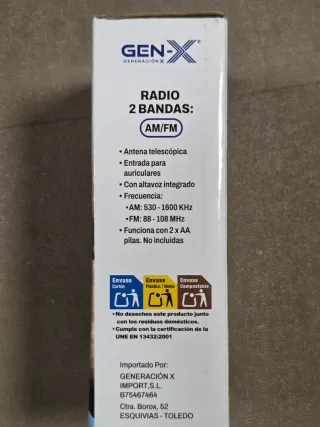 GEN-X®
GENERACIÓN X
RADIO
2 BANDAS:
AM/FM
• Antena telescópica
• Entrada para
auriculares
• Con altavoz integrado
• Frecuencia:
• AM: 530 - 1600 KHz
• FM: 88 - 108 MHz
• Funciona con 2 x AA
pilas. No incluidas
Envase Envase Envase
Cartón Plástico / Metal Compostable
• No deseches este producto junto
con los residuos domésticos.
• Cumple con la certificación de la
UNE EN 13432:2001
Importado Por:
GENERACIÓN X
IMPORT,S.L.
B75467464
Ctra. Borox, 52
ESQUIVIAS - TOLEDO